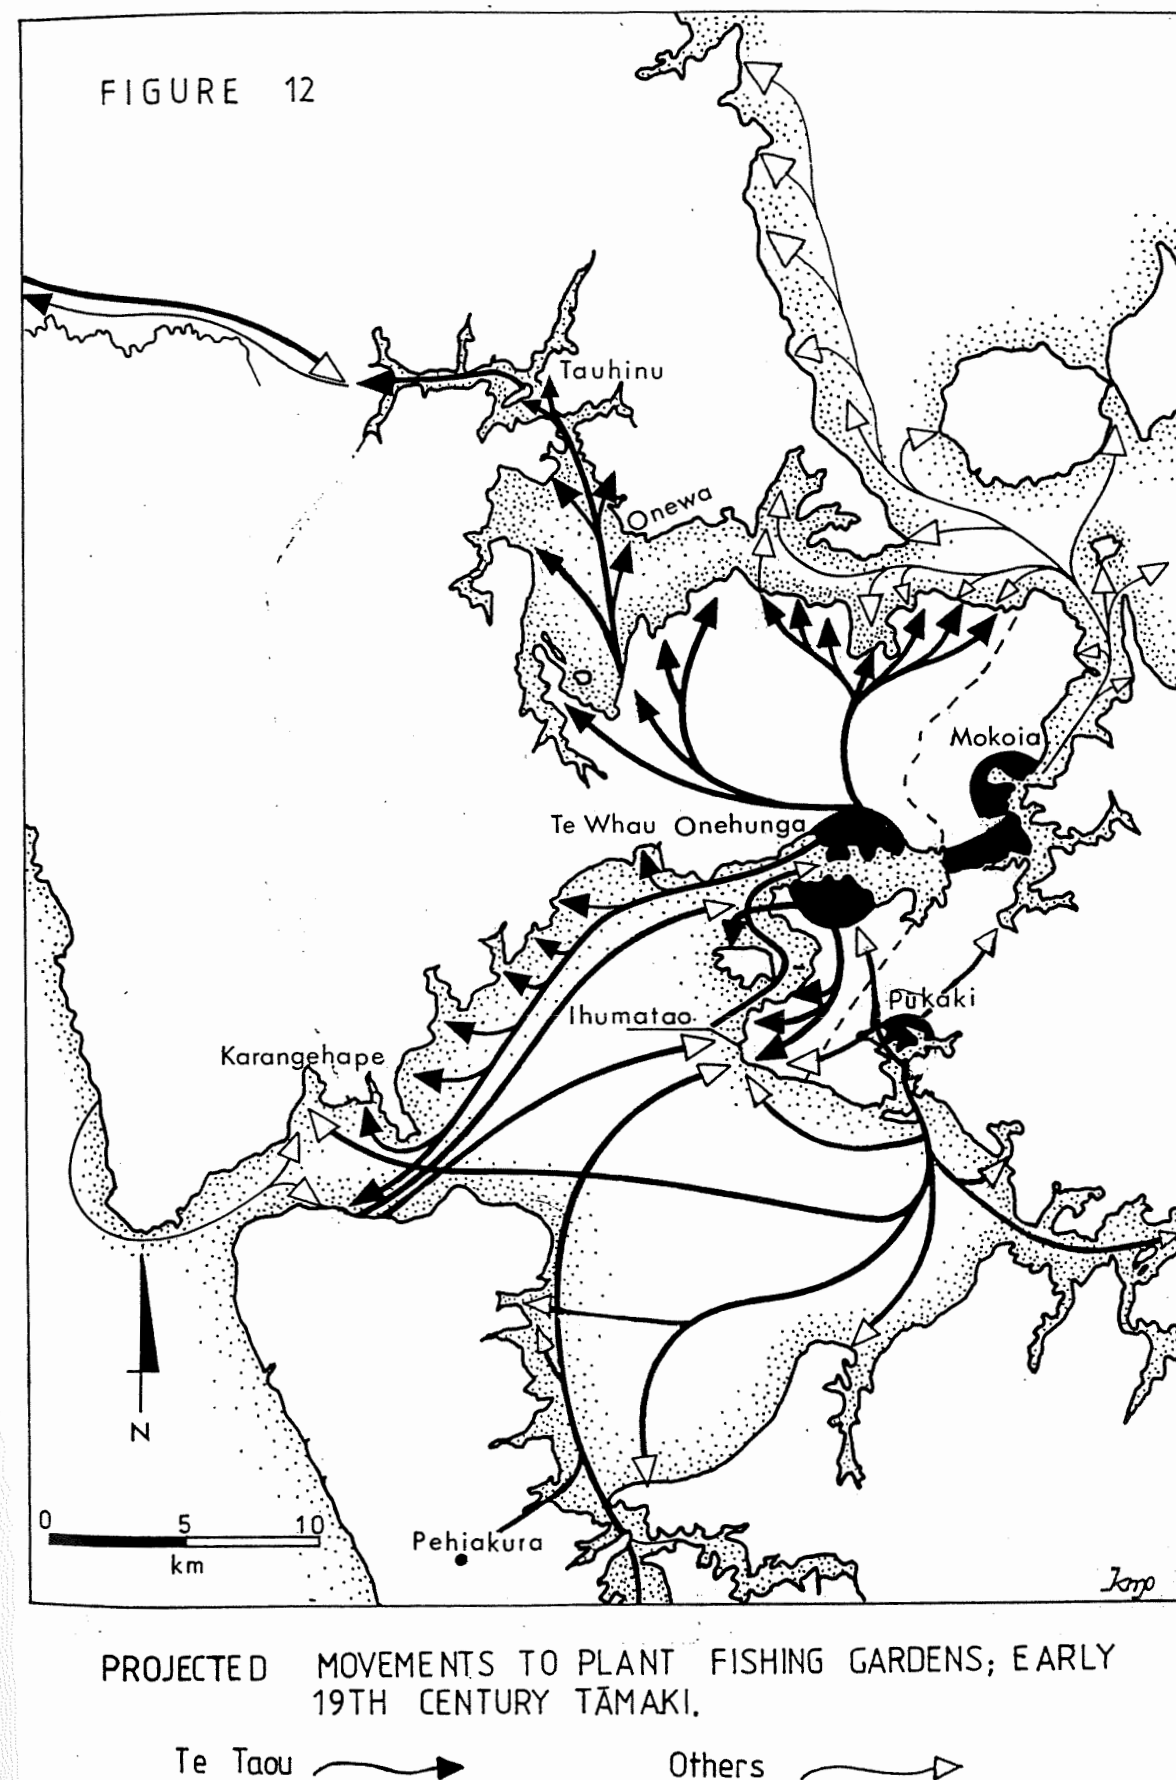 FIGURE 12
Tauhinu
Onewa
Mokoia
Te Whau Onehunga
Ihumatao
Pukaki
Karangehape
N
0 5 10
km
Pehiakura
PROJECTED MOVEMENTS TO PLANT FISHING GARDENS; EARLY
19TH CENTURY TĀMAKI.
Te Taou Others